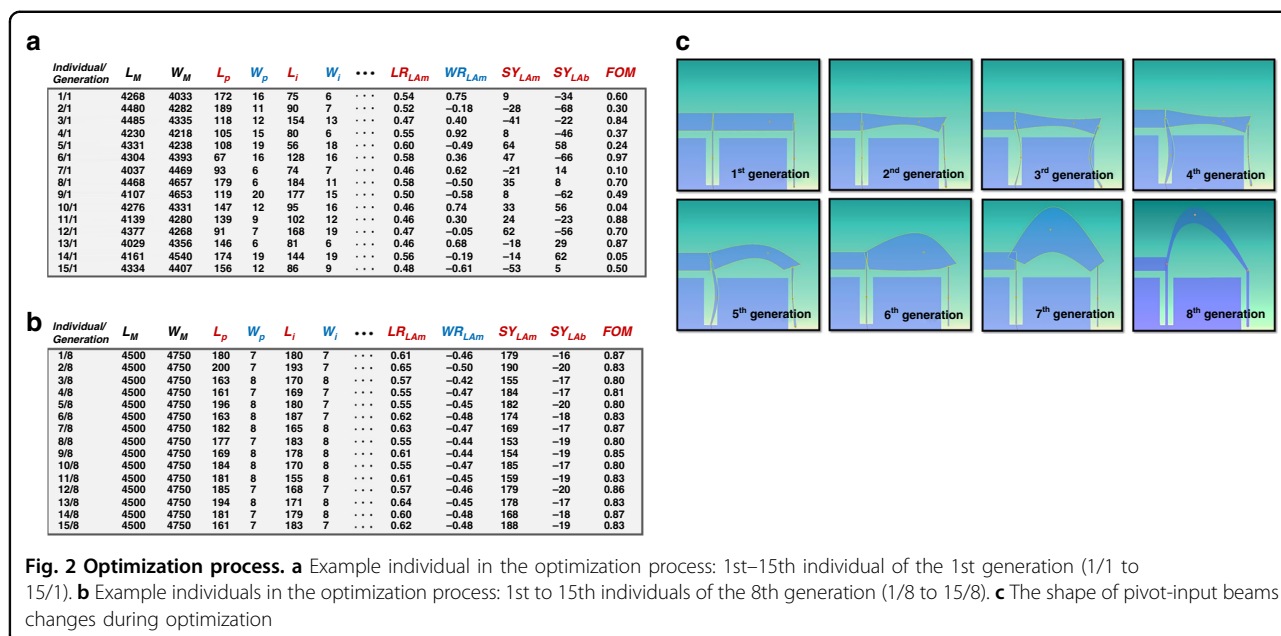 a
Individual/Generation L_M W_M L_p W_p L_i W_i ••• LR_LAm WR_LAm SY_LAm SY_LAb FOM
1/1 4268 4033 172 16 75 6 · · · 0.54 0.75 9 −34 0.60
2/1 4480 4282 189 11 90 7 · · · 0.52 −0.18 −28 −68 0.30
3/1 4485 4335 118 12 154 13 · · · 0.47 0.40 −41 −22 0.84
4/1 4230 4218 105 15 80 6 · · · 0.55 0.92 8 −46 0.37
5/1 4331 4238 108 19 56 18 · · · 0.60 −0.49 64 58 0.24
6/1 4304 4393 67 16 128 16 · · · 0.58 0.36 47 −66 0.97
7/1 4037 4469 93 6 74 7 · · · 0.46 0.62 −21 14 0.10
8/1 4468 4657 179 6 184 11 · · · 0.58 −0.50 35 8 0.70
9/1 4107 4653 119 20 177 15 · · · 0.50 −0.58 8 −62 0.49
10/1 4276 4331 147 12 95 16 · · · 0.46 0.74 33 56 0.04
11/1 4139 4280 139 9 102 12 · · · 0.46 0.30 24 −23 0.88
12/1 4377 4268 91 7 168 19 · · · 0.47 −0.05 62 −56 0.70
13/1 4029 4356 146 6 81 6 · · · 0.46 0.68 −18 29 0.87
14/1 4161 4540 174 19 144 19 · · · 0.56 −0.19 −14 62 0.05
15/1 4334 4407 156 12 86 9 · · · 0.48 −0.61 −53 5 0.50
b
Individual/Generation L_M W_M L_p W_p L_i W_i ••• LR_LAm WR_LAm SY_LAm SY_LAb FOM
1/8 4500 4750 180 7 180 7 · · · 0.61 −0.46 179 −16 0.87
2/8 4500 4750 200 7 193 7 · · · 0.65 −0.50 190 −20 0.83
3/8 4500 4750 163 8 170 8 · · · 0.57 −0.42 155 −17 0.80
4/8 4500 4750 161 7 169 7 · · · 0.55 −0.47 184 −17 0.81
5/8 4500 4750 196 8 180 7 · · · 0.55 −0.45 182 −20 0.80
6/8 4500 4750 163 8 187 7 · · · 0.62 −0.48 174 −18 0.83
7/8 4500 4750 182 8 165 8 · · · 0.63 −0.47 169 −17 0.87
8/8 4500 4750 177 7 183 8 · · · 0.55 −0.44 153 −19 0.80
9/8 4500 4750 169 8 178 8 · · · 0.61 −0.44 154 −19 0.85
10/8 4500 4750 184 8 170 8 · · · 0.55 −0.47 185 −17 0.80
11/8 4500 4750 181 8 155 8 · · · 0.61 −0.45 159 −19 0.83
12/8 4500 4750 185 7 168 7 · · · 0.57 −0.46 179 −20 0.86
13/8 4500 4750 194 8 171 8 · · · 0.64 −0.45 178 −17 0.83
14/8 4500 4750 181 7 179 8 · · · 0.60 −0.48 168 −18 0.87
15/8 4500 4750 161 7 183 7 · · · 0.62 −0.48 188 −19 0.83
c
1st generation
2nd generation
3rd generation
4th generation
5th generation
6th generation
7th generation
8th generation
Fig. 2 Optimization process. a Example individual in the optimization process: 1st–15th individual of the 1st generation (1/1 to
15/1). b Example individuals in the optimization process: 1st to 15th individuals of the 8th generation (1/8 to 15/8). c The shape of pivot-input beams
changes during optimization